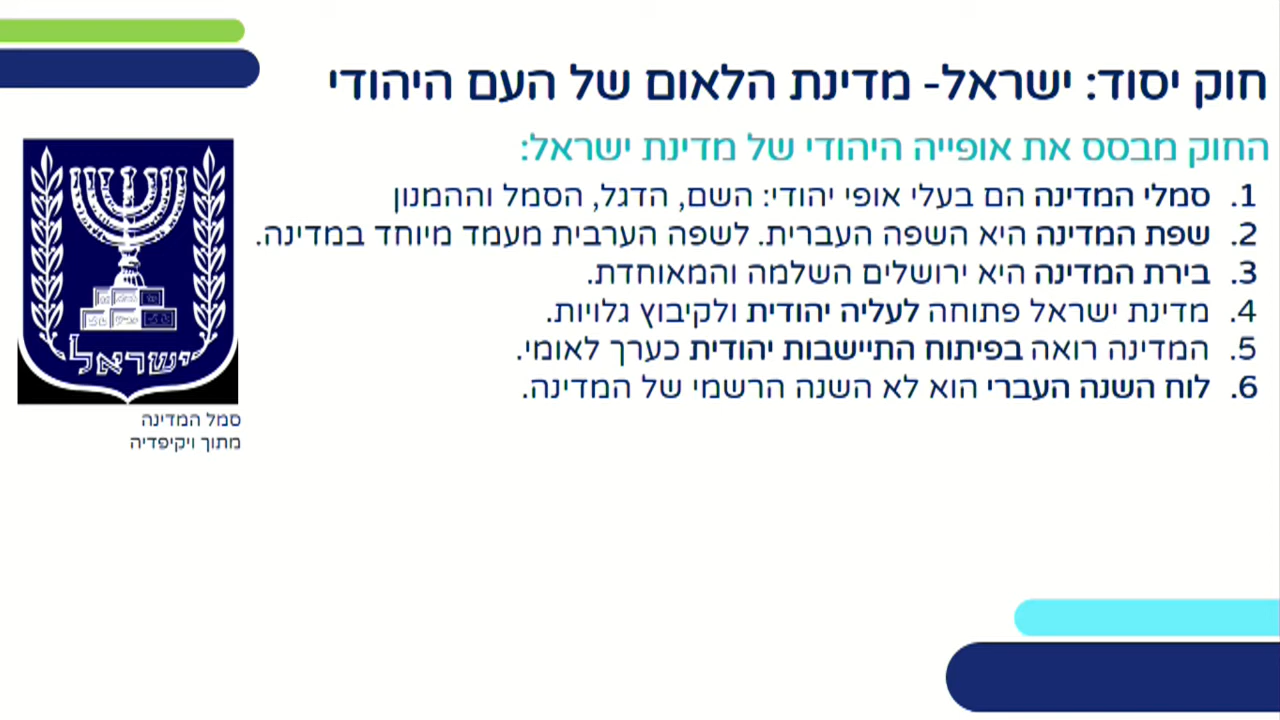 חוק יסוד: ישראל- מדינת הלאום של העם היהודי
החוק מבסס את אופייה היהודי של מדינת ישראל:
1. סמלי המדינה הם בעלי אופי יהודי: השם, הדגל, הסמל וההמנון
2. שפת המדינה היא השפה העברית. לשפה הערבית מעמד מיוחד במדינה.
3. בירת המדינה היא ירושלים השלמה והמאוחדת.
4. מדינת ישראל פתוחה לעליה יהודית ולקיבוץ גלויות.
5. המדינה רואה בפיתוח התיישבות יהודית כערך לאומי.
6. לוח השנה העברי הוא לא השנה הרשמי של המדינה.
ישראל
סמל המדינה
מתוך ויקיפדיה